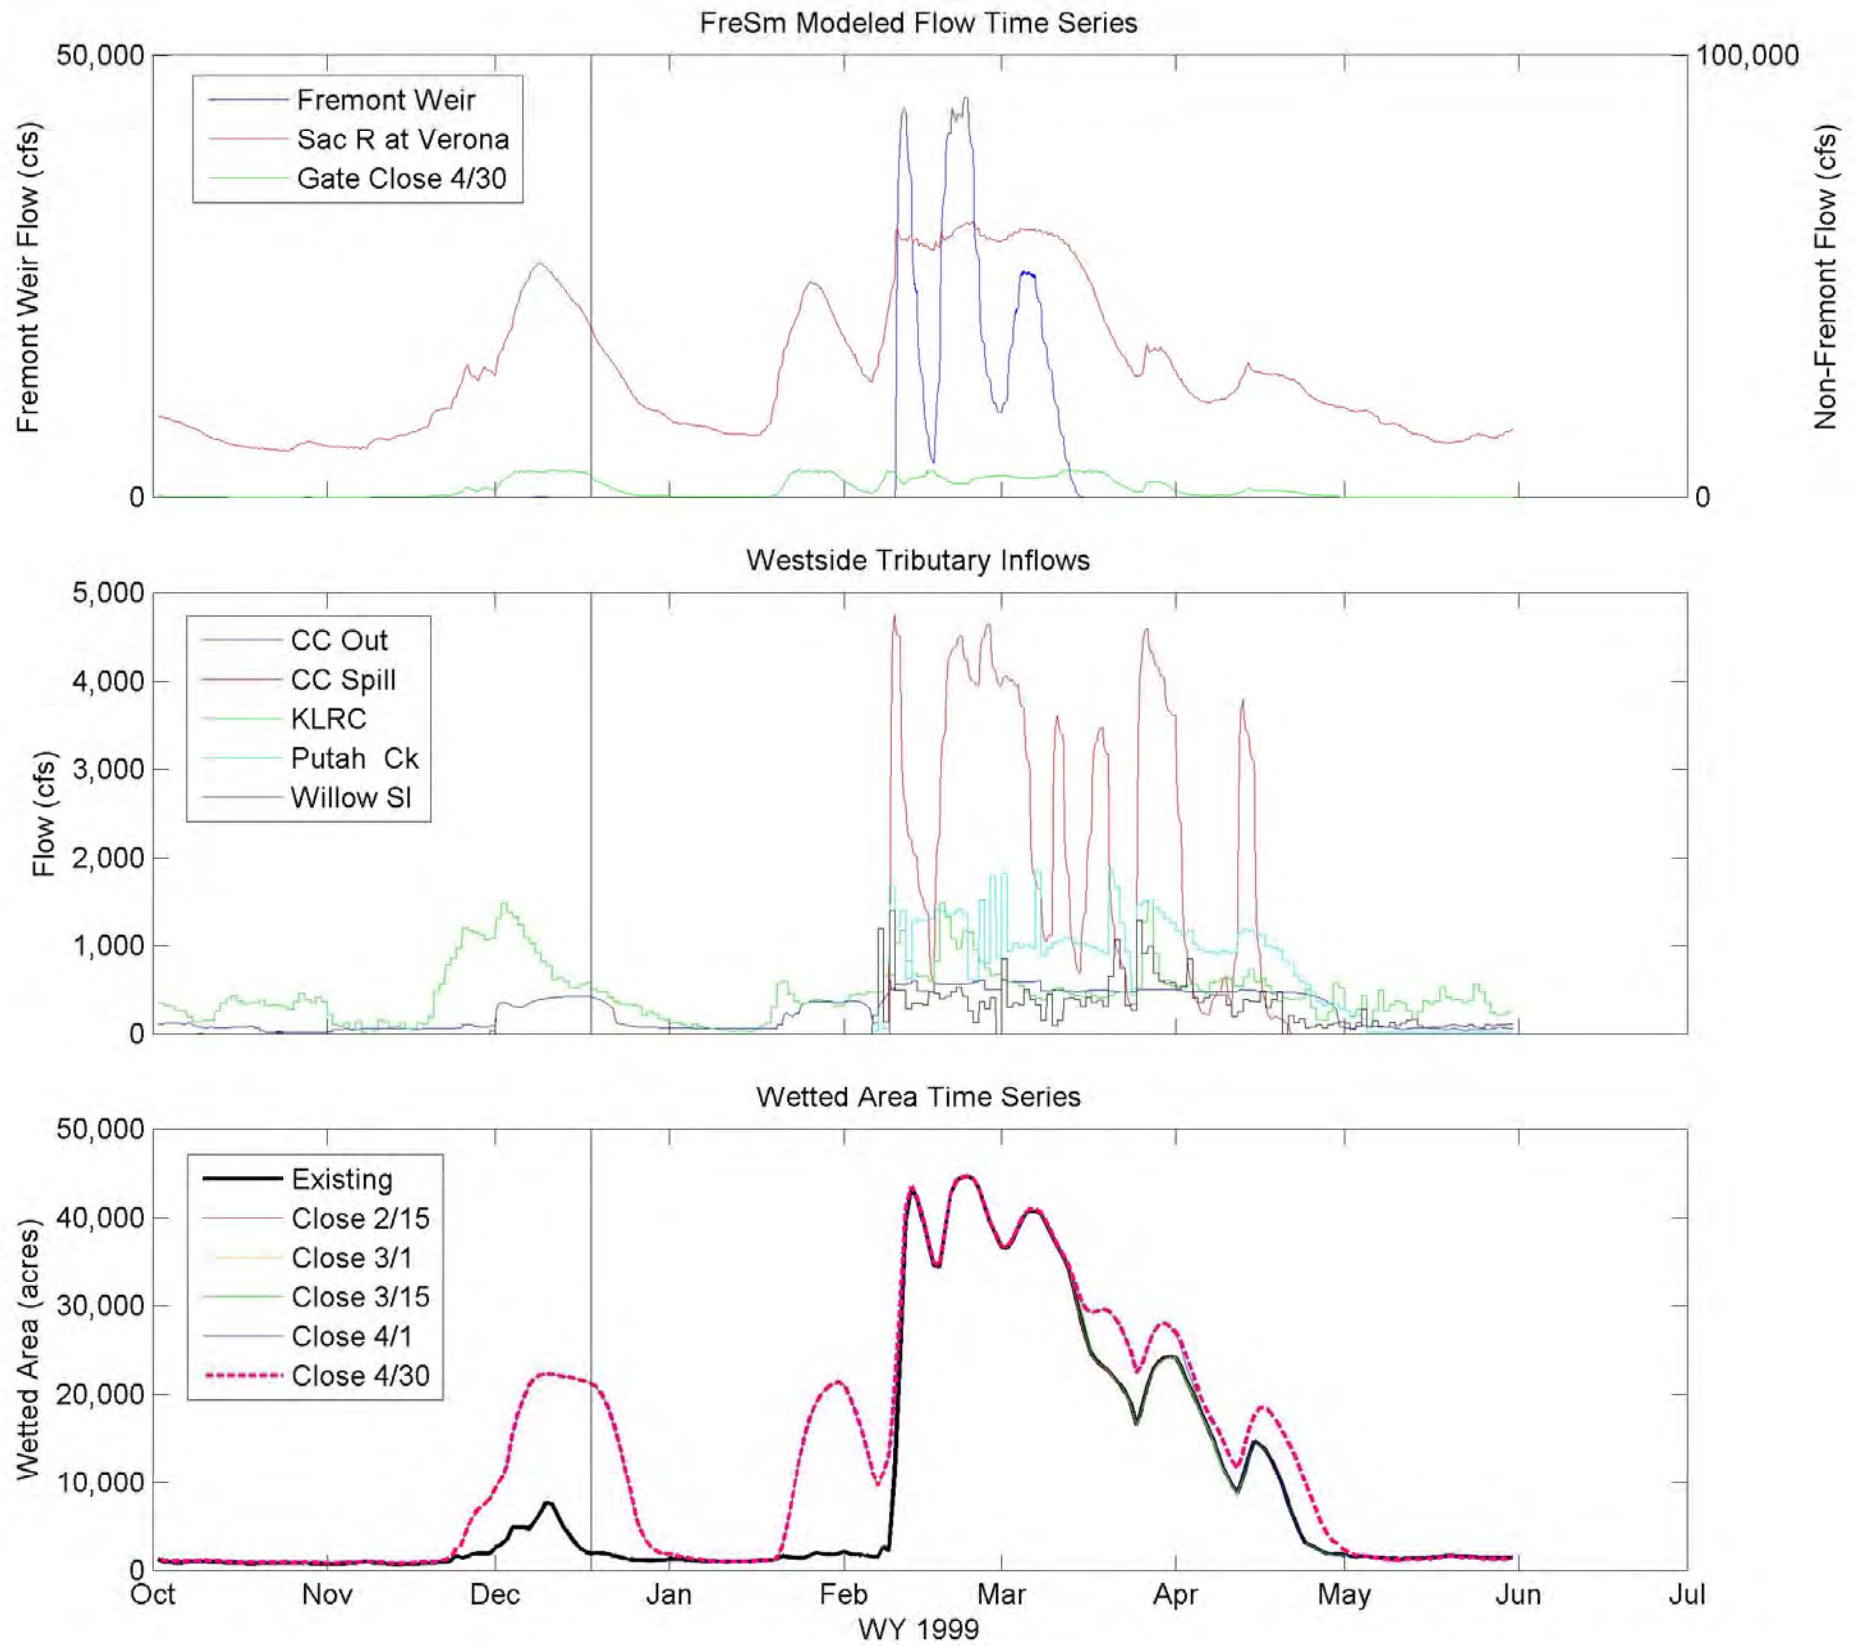 FreSm Modeled Flow Time Series
50,000
100,000
Fremont Weir
Sac R at Verona
Gate Close 4/30
Fremont Weir Flow (cfs)
Non-Fremont Flow (cfs)
0
0
Westside Tributary Inflows
5,000
CC Out
CC Spill
KLRC
Putah Ck
Willow Sl
4,000
3,000
2,000
1,000
0
Flow (cfs)
Wetted Area Time Series
50,000
Existing
Close 2/15
Close 3/1
Close 3/15
Close 4/1
Close 4/30
40,000
30,000
20,000
10,000
0
Wetted Area (acres)
Oct Nov Dec Jan Feb Mar Apr May Jun Jul
WY 1999